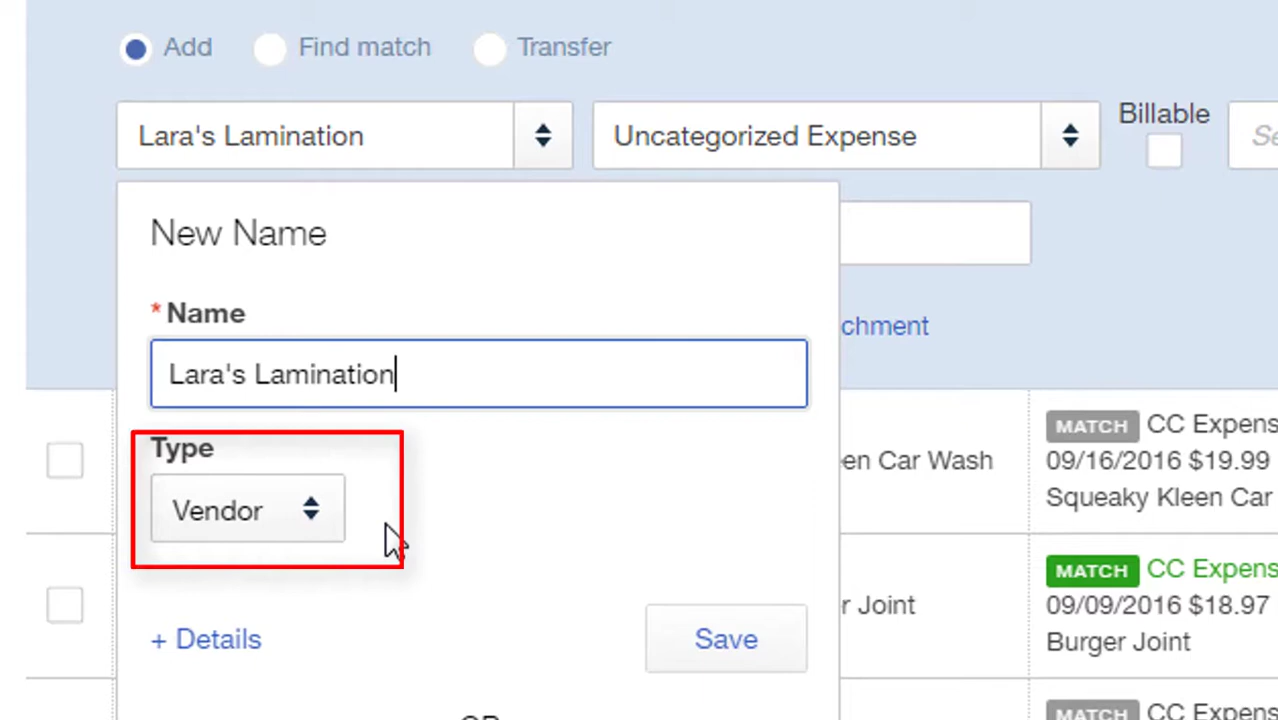 Add Find match Transfer
Billable
Lara's Lamination Uncategorized Expense Se
New Name
* Name
chment
Lara's Lamination
Type
MATCH CC Expens
en Car Wash 09/16/2016 $19.99
Vendor Squeaky Kleen Car
MATCH CC Expens
r Joint 09/09/2016 $18.97
+ Details Save Burger Joint
OR MATCH CC Expens